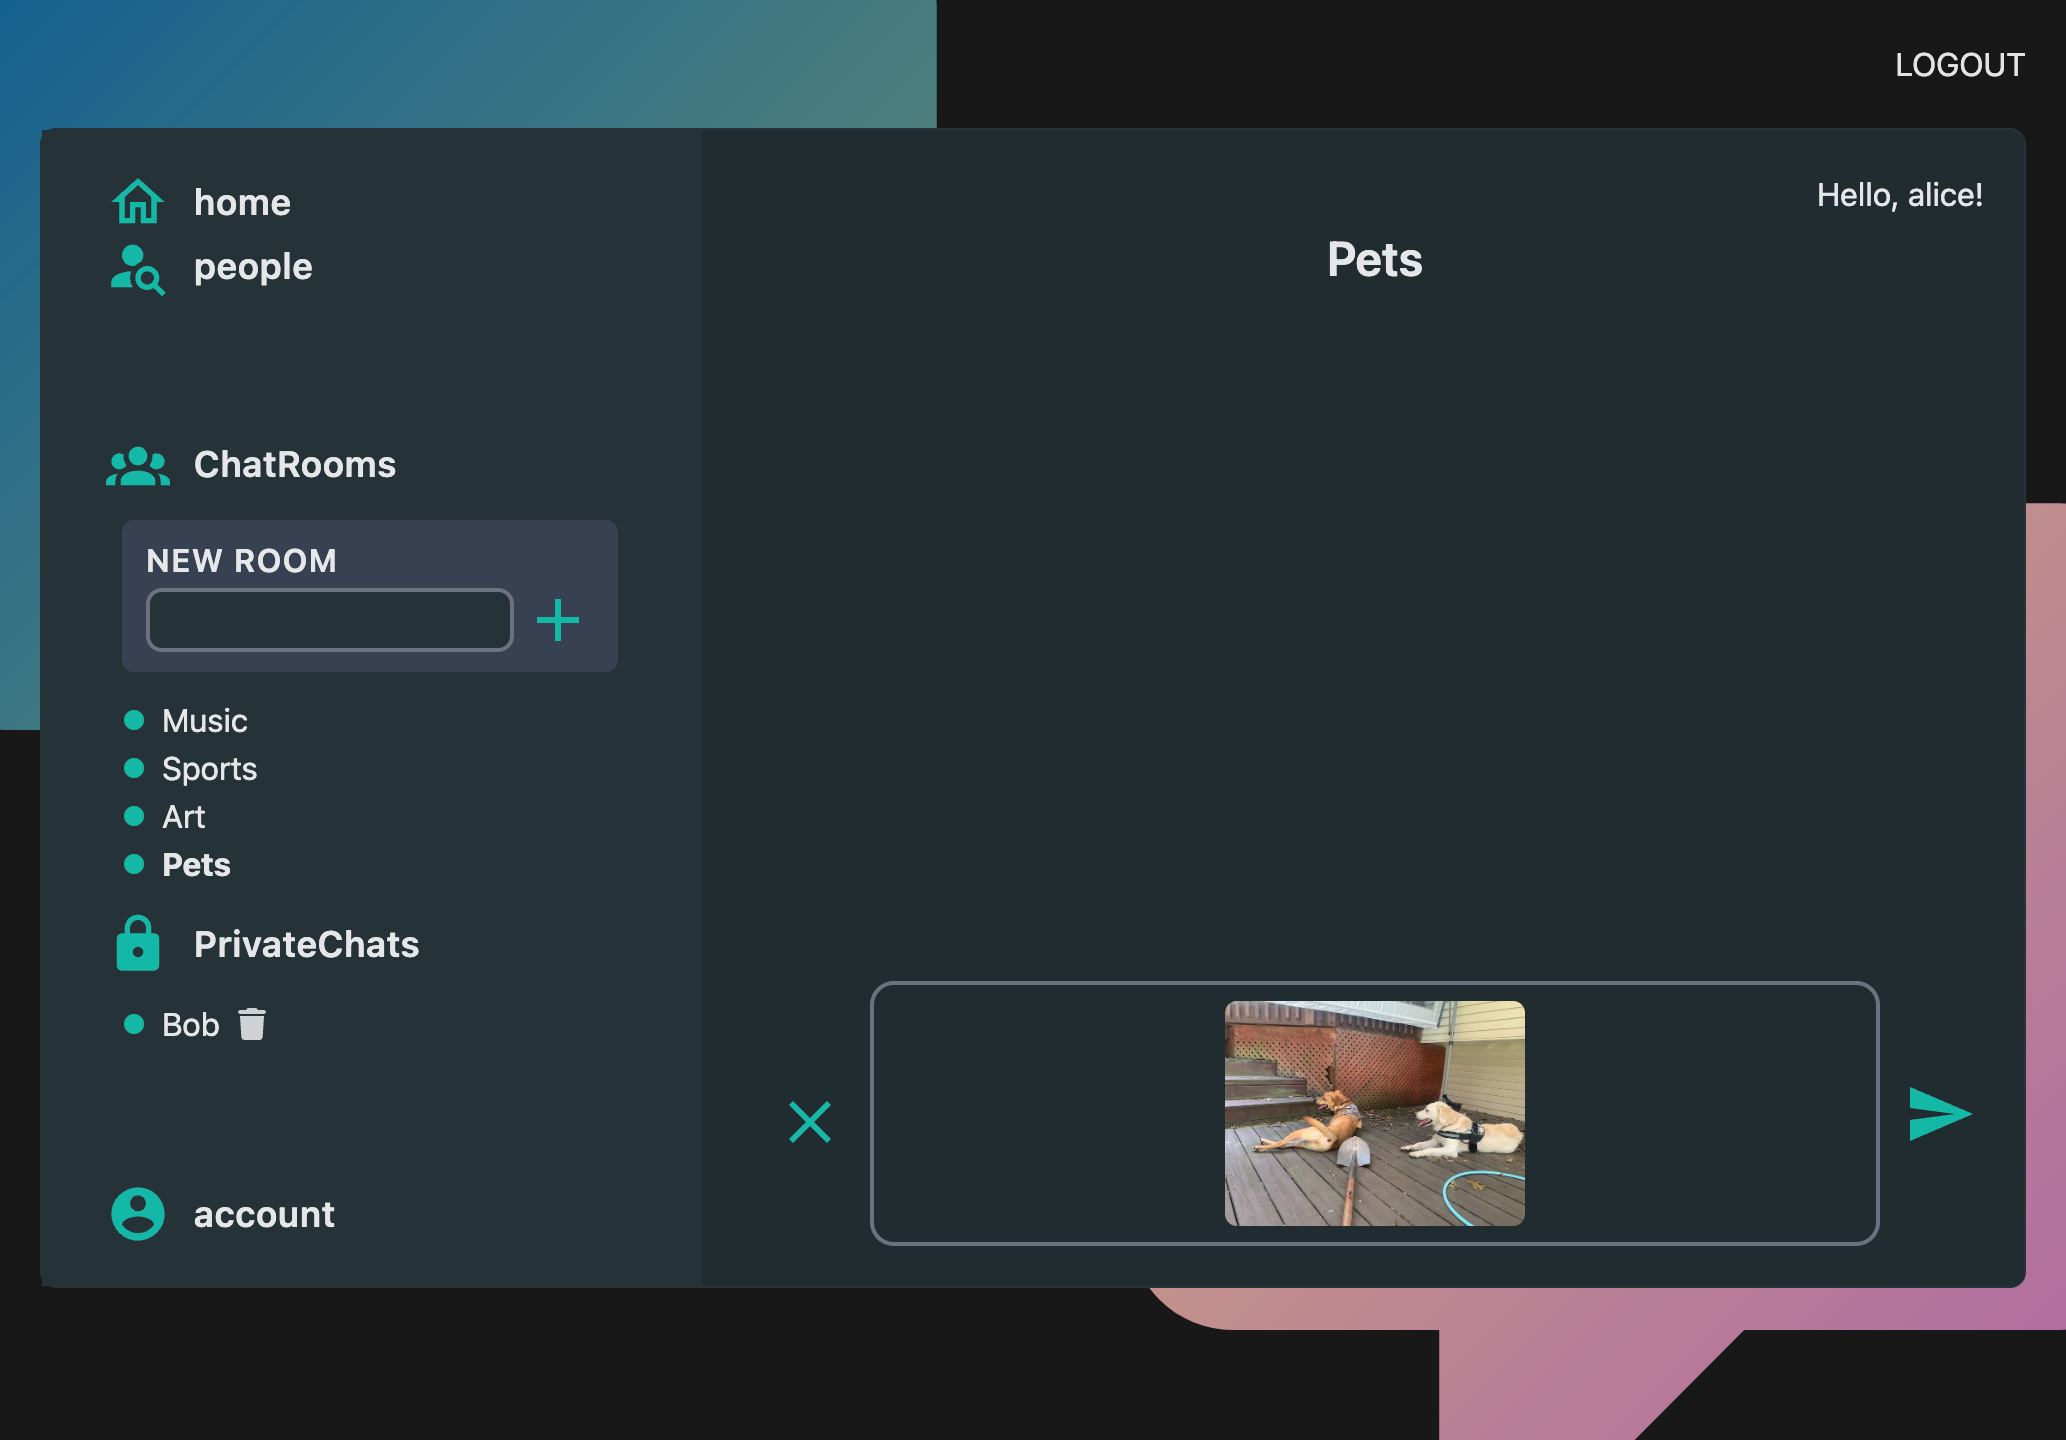 LOGOUT
home
people
ChatRooms
NEW ROOM
Music
Sports
Art
Pets
PrivateChats
Bob
account
Hello, alice!
Pets